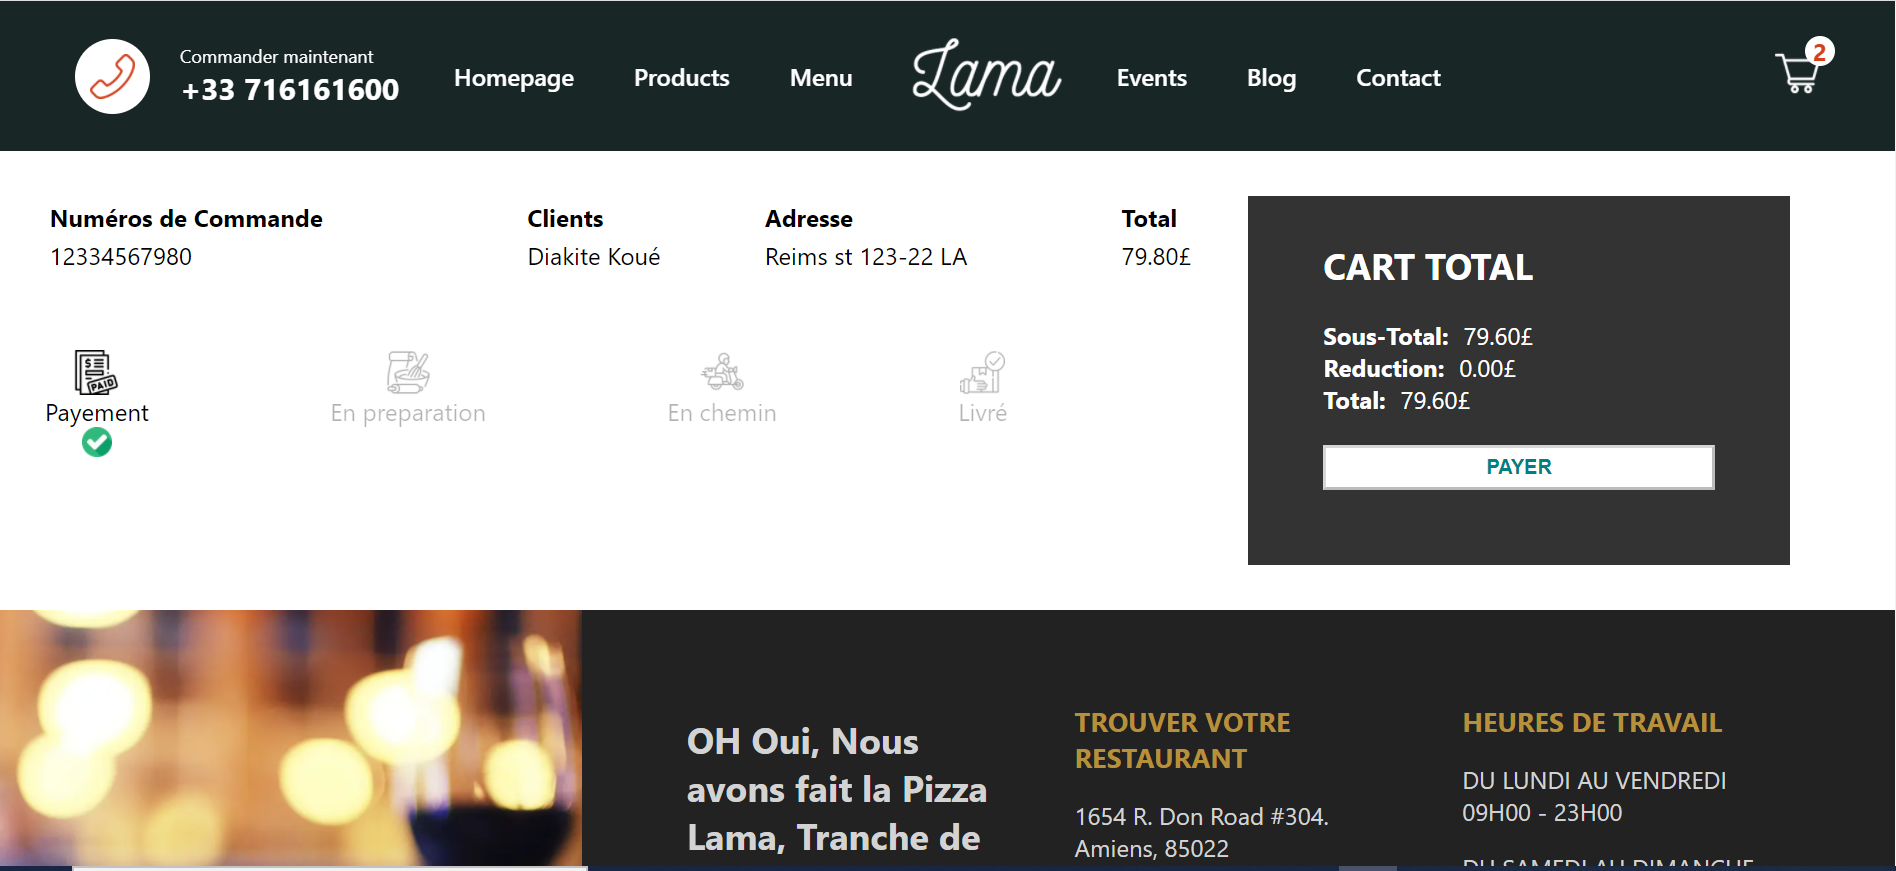 Commander maintenant
+33 716161600
Homepage
Products
Menu
Lama
Events
Blog
Contact
2
Numéros de Commande
12334567980
Clients
Diakite Koué
Adresse
Reims st 123-22 LA
Total
79.80£
PAID
Payement
En preparation
En chemin
Livré
CART TOTAL
Sous-Total: 79.60£
Reduction: 0.00£
Total: 79.60£
PAYER
OH Oui, Nous
avons fait la Pizza
Lama, Tranche de
TROUVER VOTRE
RESTAURANT
1654 R. Don Road #304.
Amiens, 85022
HEURES DE TRAVAIL
DU LUNDI AU VENDREDI
09H00 - 23H00
DU SAMEDI AU DIMANCHE